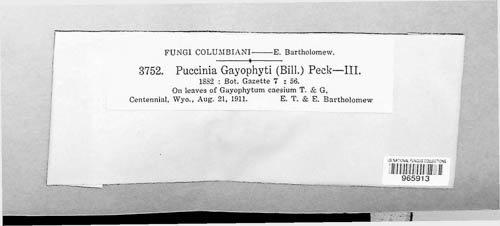 FUNGI COLUMBIANI——E. Bartholomew.
3752. Puccinia Gayophyti (Bill.) Peck—III.
1882 : Bot. Gazette 7 : 56.
On leaves of Gayophytum caesium T. & G.
Centennial, Wyo., Aug. 21, 1911. E. T. & E. Bartholomew
US NATIONAL FUNGUS COLLECTIONS
965913